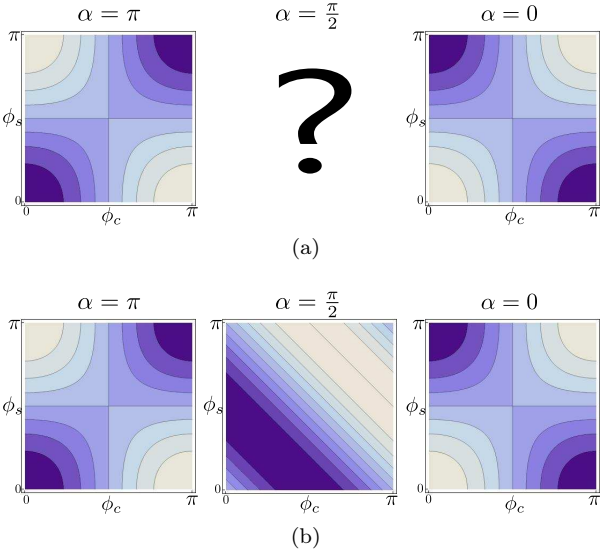 α = π α = π/2 α = 0
π π
ϕs ? ϕs
0 0
0 ϕc π 0 ϕc π
(a)
α = π α = π/2 α = 0
π π π
ϕs ϕs ϕs
0 0 0
0 ϕc π 0 ϕc π 0 ϕc π
(b)